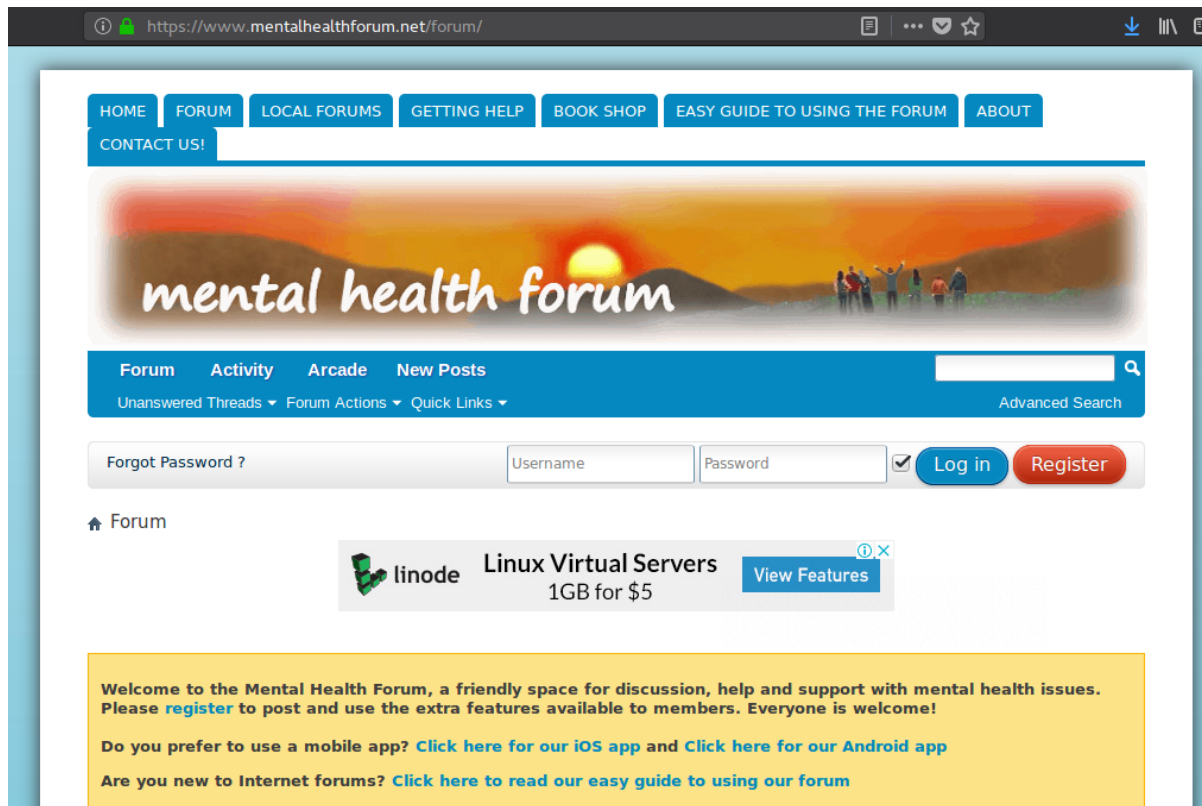 https://www.mentalhealthforum.net/forum/
HOME FORUM LOCAL FORUMS GETTING HELP BOOK SHOP EASY GUIDE TO USING THE FORUM ABOUT
CONTACT US!
mental health forum
Forum Activity Arcade New Posts
Unanswered Threads Forum Actions Quick Links Advanced Search
Forgot Password ? Username Password Log in Register
Forum
linode Linux Virtual Servers View Features
1GB for $5
Welcome to the Mental Health Forum, a friendly space for discussion, help and support with mental health issues.
Please register to post and use the extra features available to members. Everyone is welcome!
Do you prefer to use a mobile app? Click here for our iOS app and Click here for our Android app
Are you new to Internet forums? Click here to read our easy guide to using our forum